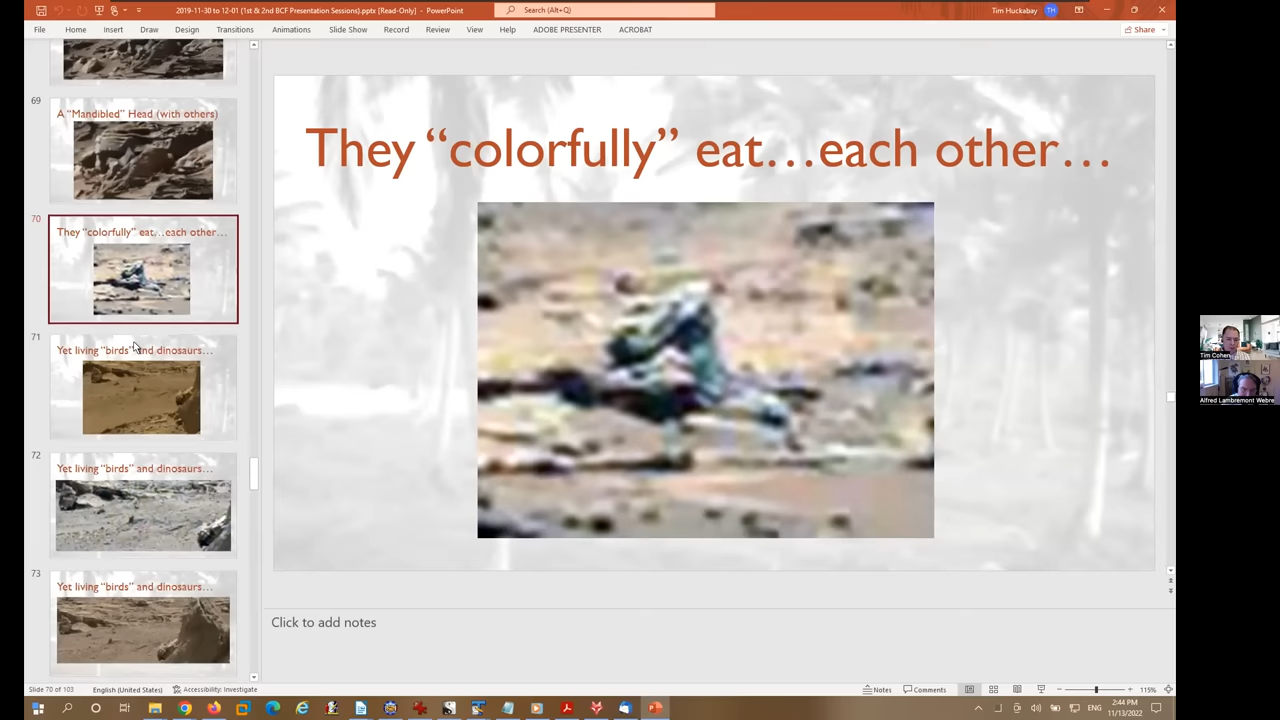 2019-11-30 to 12-01 {1st & 2nd BCF Presentation Sessions}.pptx [Read-Only] – PowerPoint
Search (Alt+Q)
Tim Huckabay
TH
File Home Insert Draw Design Transitions Animations Slide Show Record Review View Help ADOBE PRESENTER ACROBAT
Share
69
A “Mandibled” Head (with others)
70
They “colorfully” eat…each other…
71
Yet living “birds” and dinosaurs…
72
Yet living “birds” and dinosaurs…
73
Yet living “birds” and dinosaurs…
They “colorfully” eat…each other…
Click to add notes
Tim Cohen
Alfred Lambremont Webre
Slide 70 of 103
English (United States)
Accessibility: Investigate
Notes
Comments
115%
ENG
2:44 PM
11/13/2022